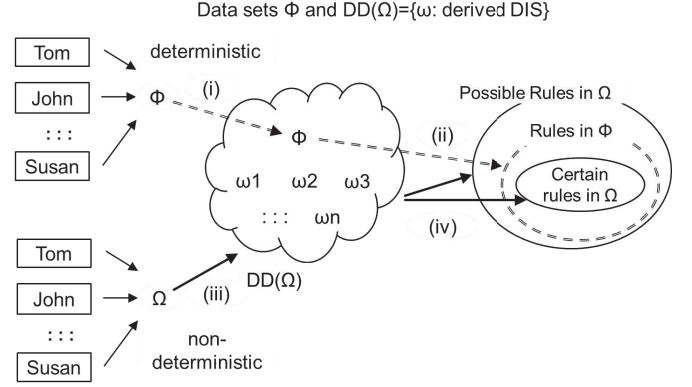 Data sets Φ and DD(Ω)={ω: derived DIS}
Tom
deterministic
John
Φ
(i)
: : :
Susan
Φ
ω1 ω2 ω3
: : : ωn
DD(Ω)
(ii)
Possible Rules in Ω
Rules in Φ
Certain
rules in Ω
(iv)
Tom
John
Ω
(iii)
: : :
Susan
non-
deterministic